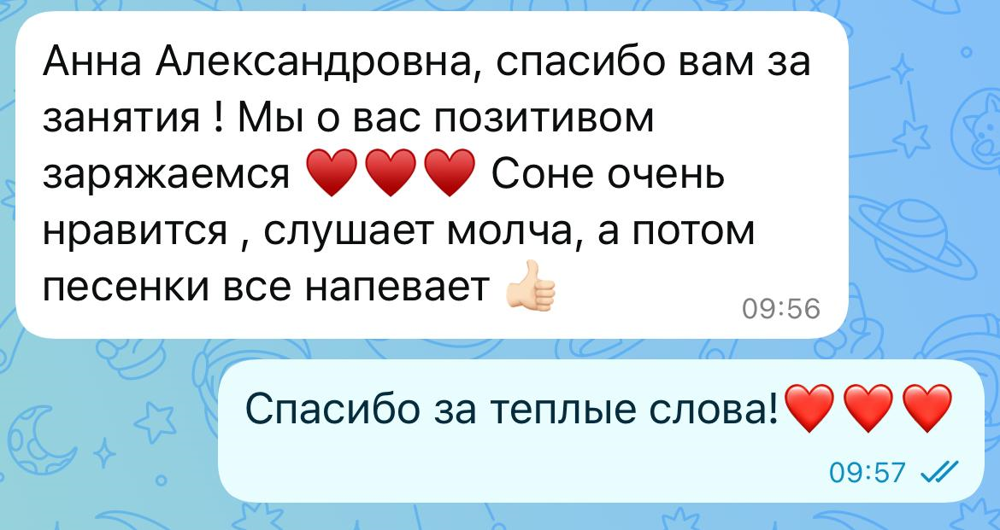 Анна Александровна, спасибо вам за
занятия ! Мы о вас позитивом
заряжаемся ♥️♥️♥️ Соне очень
нравится , слушает молча, а потом
песенки все напевает 👍🏻
09:56
Спасибо за теплые слова!❤️❤️❤️
09:57